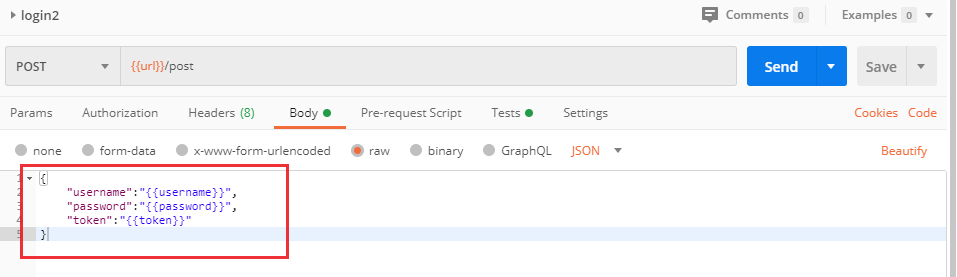 login2
Comments 0 Examples 0
POST {{url}}/post Send Save
Params Authorization Headers (8) Body Pre-request Script Tests Settings Cookies Code
none form-data x-www-form-urlencoded raw binary GraphQL JSON Beautify
1 {
2 "username":"{{username}}",
3 "password":"{{password}}",
4 "token":"{{token}}"
5 }